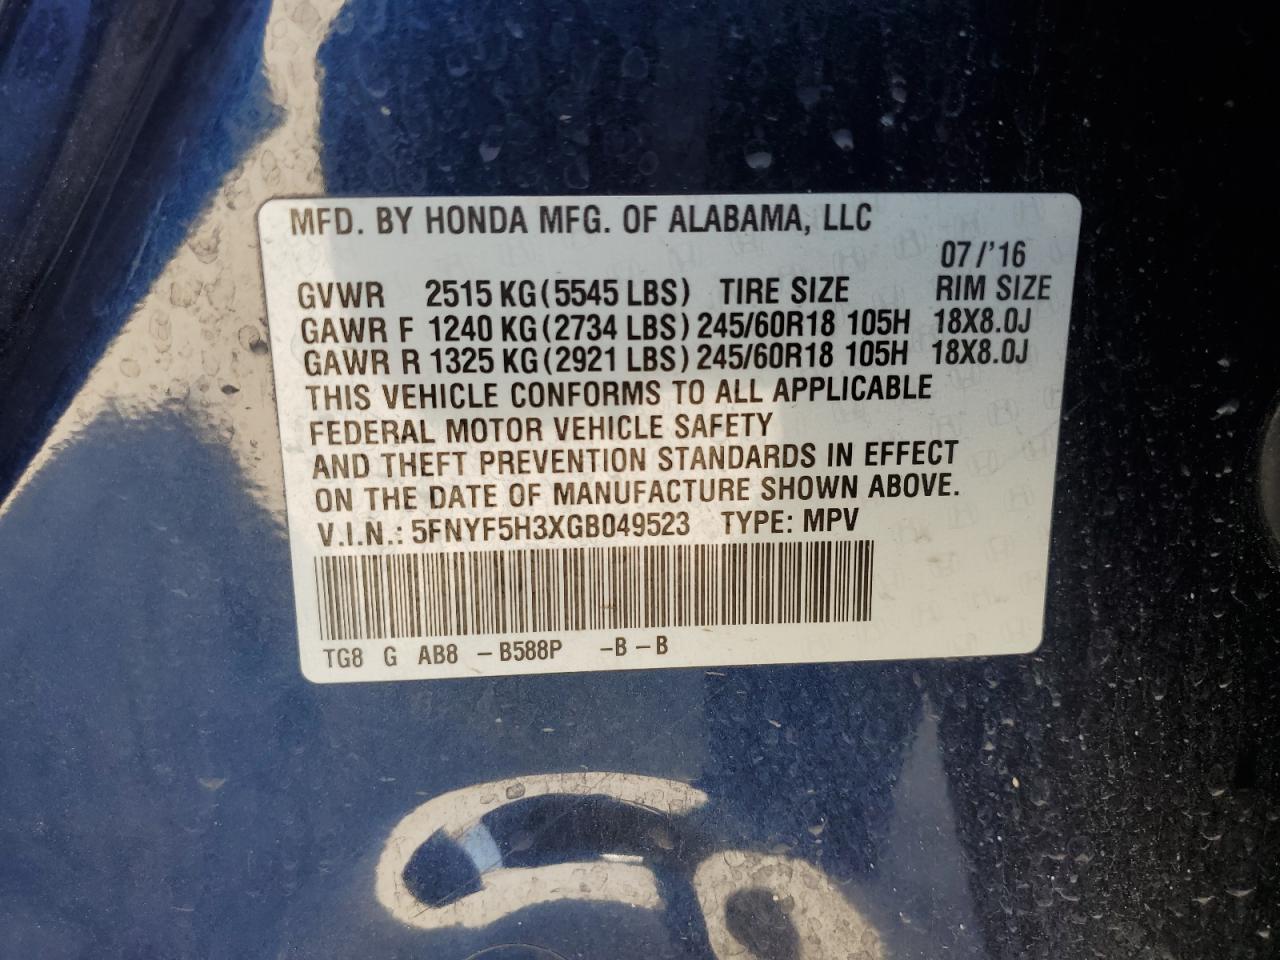 MFD. BY HONDA MFG. OF ALABAMA, LLC
07/'16
GVWR 2515 KG (5545 LBS) TIRE SIZE RIM SIZE
GAWR F 1240 KG (2734 LBS) 245/60R18 105H 18X8.0J
GAWR R 1325 KG (2921 LBS) 245/60R18 105H 18X8.0J
THIS VEHICLE CONFORMS TO ALL APPLICABLE
FEDERAL MOTOR VEHICLE SAFETY
AND THEFT PREVENTION STANDARDS IN EFFECT
ON THE DATE OF MANUFACTURE SHOWN ABOVE.
V.I.N.: 5FNYF5H3XGB049523 TYPE: MPV
TG8 G AB8 – B588P –B – B